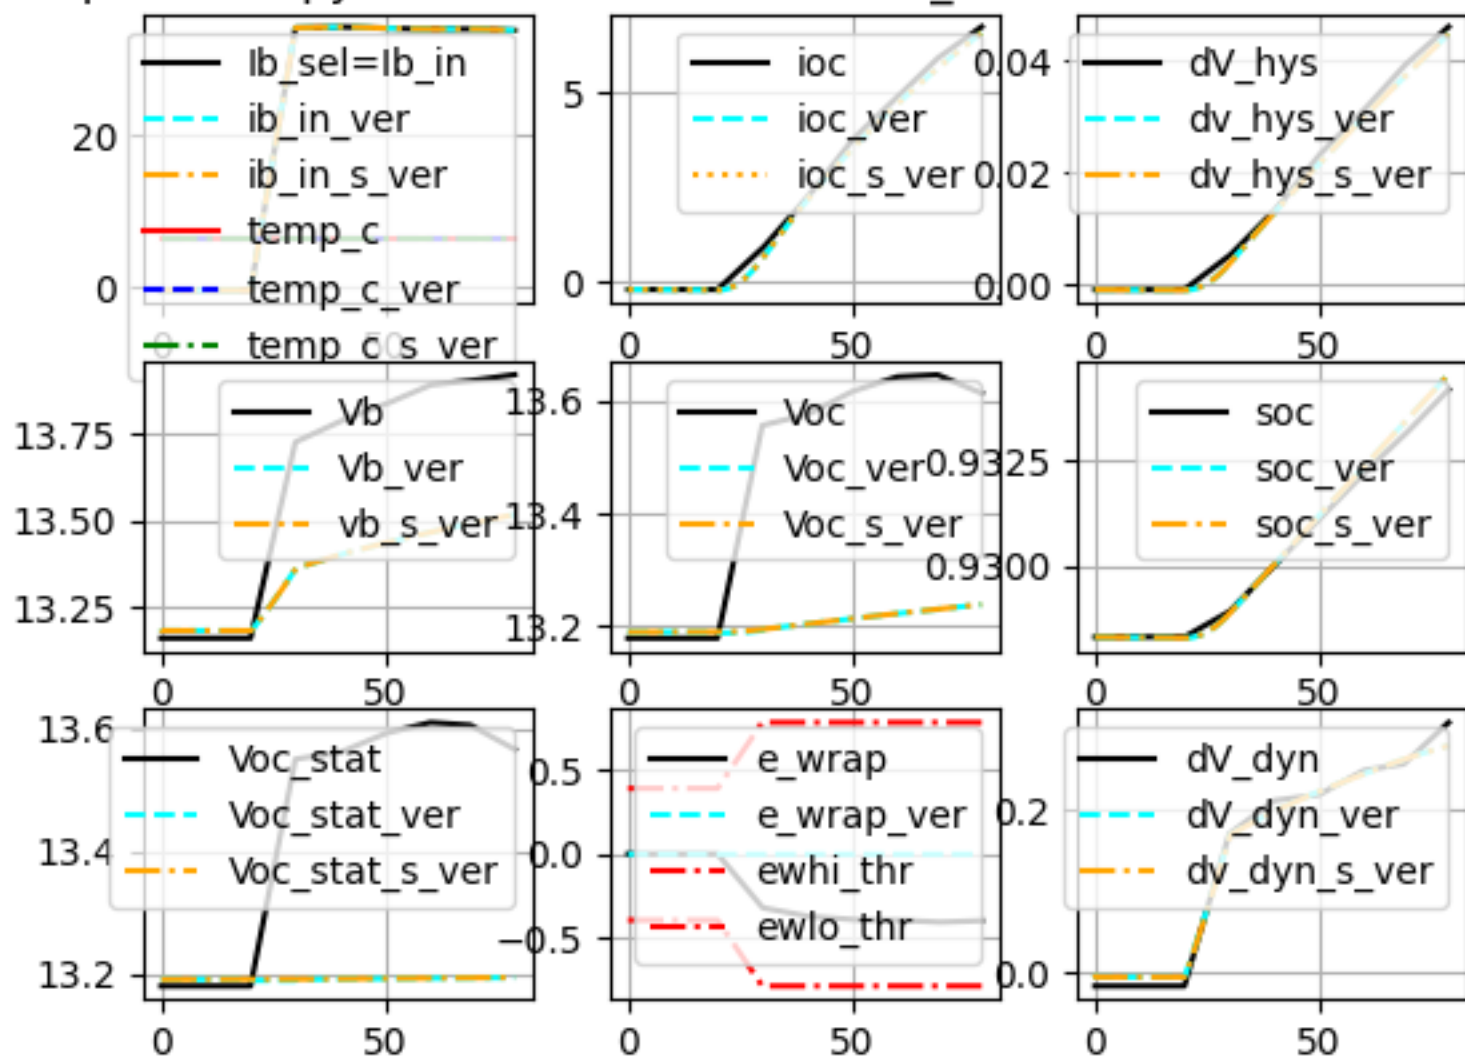 Ib_sel=Ib_in
ib_in_ver
ib_in_s_ver
temp_c
temp_c_ver
temp_c_s_ver
20
0
0
50
ioc
ioc_ver
ioc_s_ver
5
0
0
50
dV_hys
dv_hys_ver
dv_hys_s_ver
0.04
0.02
0.00
0
50
Vb
Vb_ver
vb_s_ver
13.75
13.50
13.25
0
50
Voc
Voc_ver
Voc_s_ver
13.6
13.4
13.2
0
50
soc
soc_ver
soc_s_ver
0.9325
0.9300
0
50
Voc_stat
Voc_stat_ver
Voc_stat_s_ver
13.6
13.4
13.2
0
50
e_wrap
e_wrap_ver
ewhi_thr
ewlo_thr
0.5
0.0
−0.5
0
50
dV_dyn
dV_dyn_ver
dv_dyn_s_ver
0.2
0.0
0
50